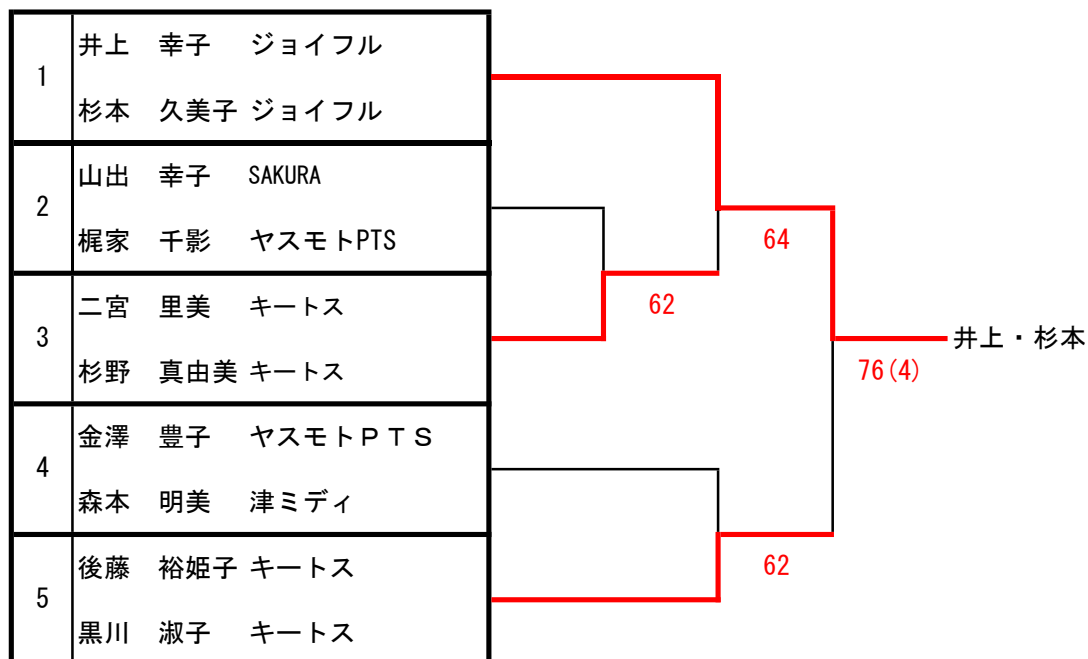 1
井上　幸子　ジョイフル
杉本　久美子 ジョイフル
2
山出　幸子　SAKURA
梶家　千影　ヤスモトPTS
3
二宮　里美　キートス
杉野　真由美 キートス
4
金澤　豊子　ヤスモトＰＴＳ
森本　明美　津ミディ
5
後藤　裕姫子 キートス
黒川　淑子　キートス
64
62
76(4)
井上・杉本
62